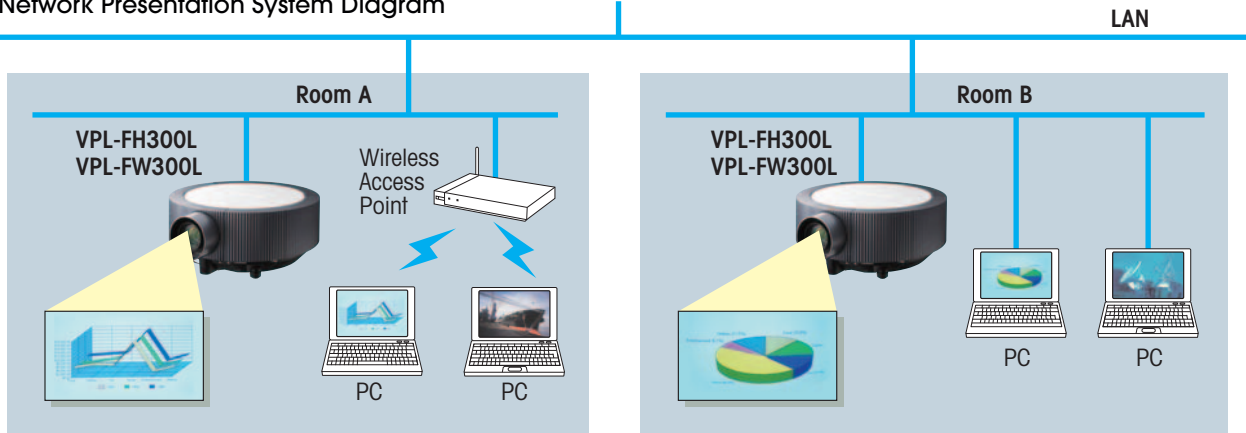 Network Presentation System Diagram
LAN
Room A
VPL-FH300L
VPL-FW300L
Wireless
Access
Point
PC
PC
Room B
VPL-FH300L
VPL-FW300L
PC
PC